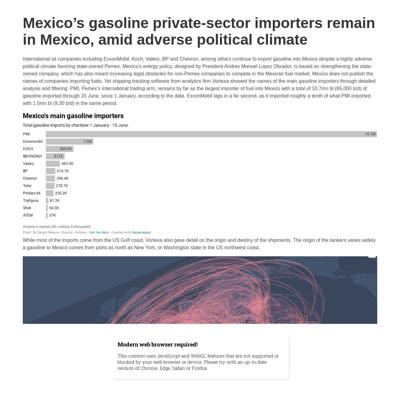 Mexico's gasoline private-sector importers remain
in Mexico, amid adverse political climate
International oil companies including ExxonMobil, Koch, Valero, BP and Chevron, among others continue to export gasoline into Mexico despite a highly adverse
political climate favoring state-owned Pemex. Mexico's energy policy, designed by President Andres Manuel Lopez Obrador, is based on strengthening the state-
owned company, which has also meant increasing legal obstacles for non-Pemex companies to compete in the Mexican fuel market. Mexico does not publish the
names of companies importing fuels. Yet shipping tracking software from analytics firm Vortexa showed the names of the main gasoline importers through detailed
analysis and filtering. PMI, Pemex's international trading arm, remains by far as the largest importer of fuel into Mexico with a total of 10.7mn bl (65,000 b/d) of
gasoline imported through 15 June, since 1 January, according to the data. ExxonMobil lags in a far second, as it imported roughly a tenth of what PMI imported
with 1.5mn bl (9,30 b/d) in the same period.
Mexico's main gasoline importers
Total gasoline imports by charterer 1 January - 15 June.
PMI 10.7M
Exxonmobil 1.5M
KOCH
BB ENERGY
Valero 463.9K
BP 314.7K
Chevron 296.4K
Total 278.7K
Phillips 66 250.2K
Trafigura 81.2K
Shell 64.3K
ATEM 57K
Chart: By Sergio Meana • Source: Vortexa • Get the data • Created with Datawrapper
While most of the imports come from the US Gulf coast, Vortexa also gave detail on the origin and destiny of the shipments. The origin of the tankers varies widely
a gasoline to Mexico comes from ports as north as New York, or Washington state in the US northwest coast.
Modern web browser required!
This content uses JavaScript and WebGL features that are not supported or
blocked by your web browser or device. Please try with an up-to-date
version of Chrome, Edge, Safari or Firefox.